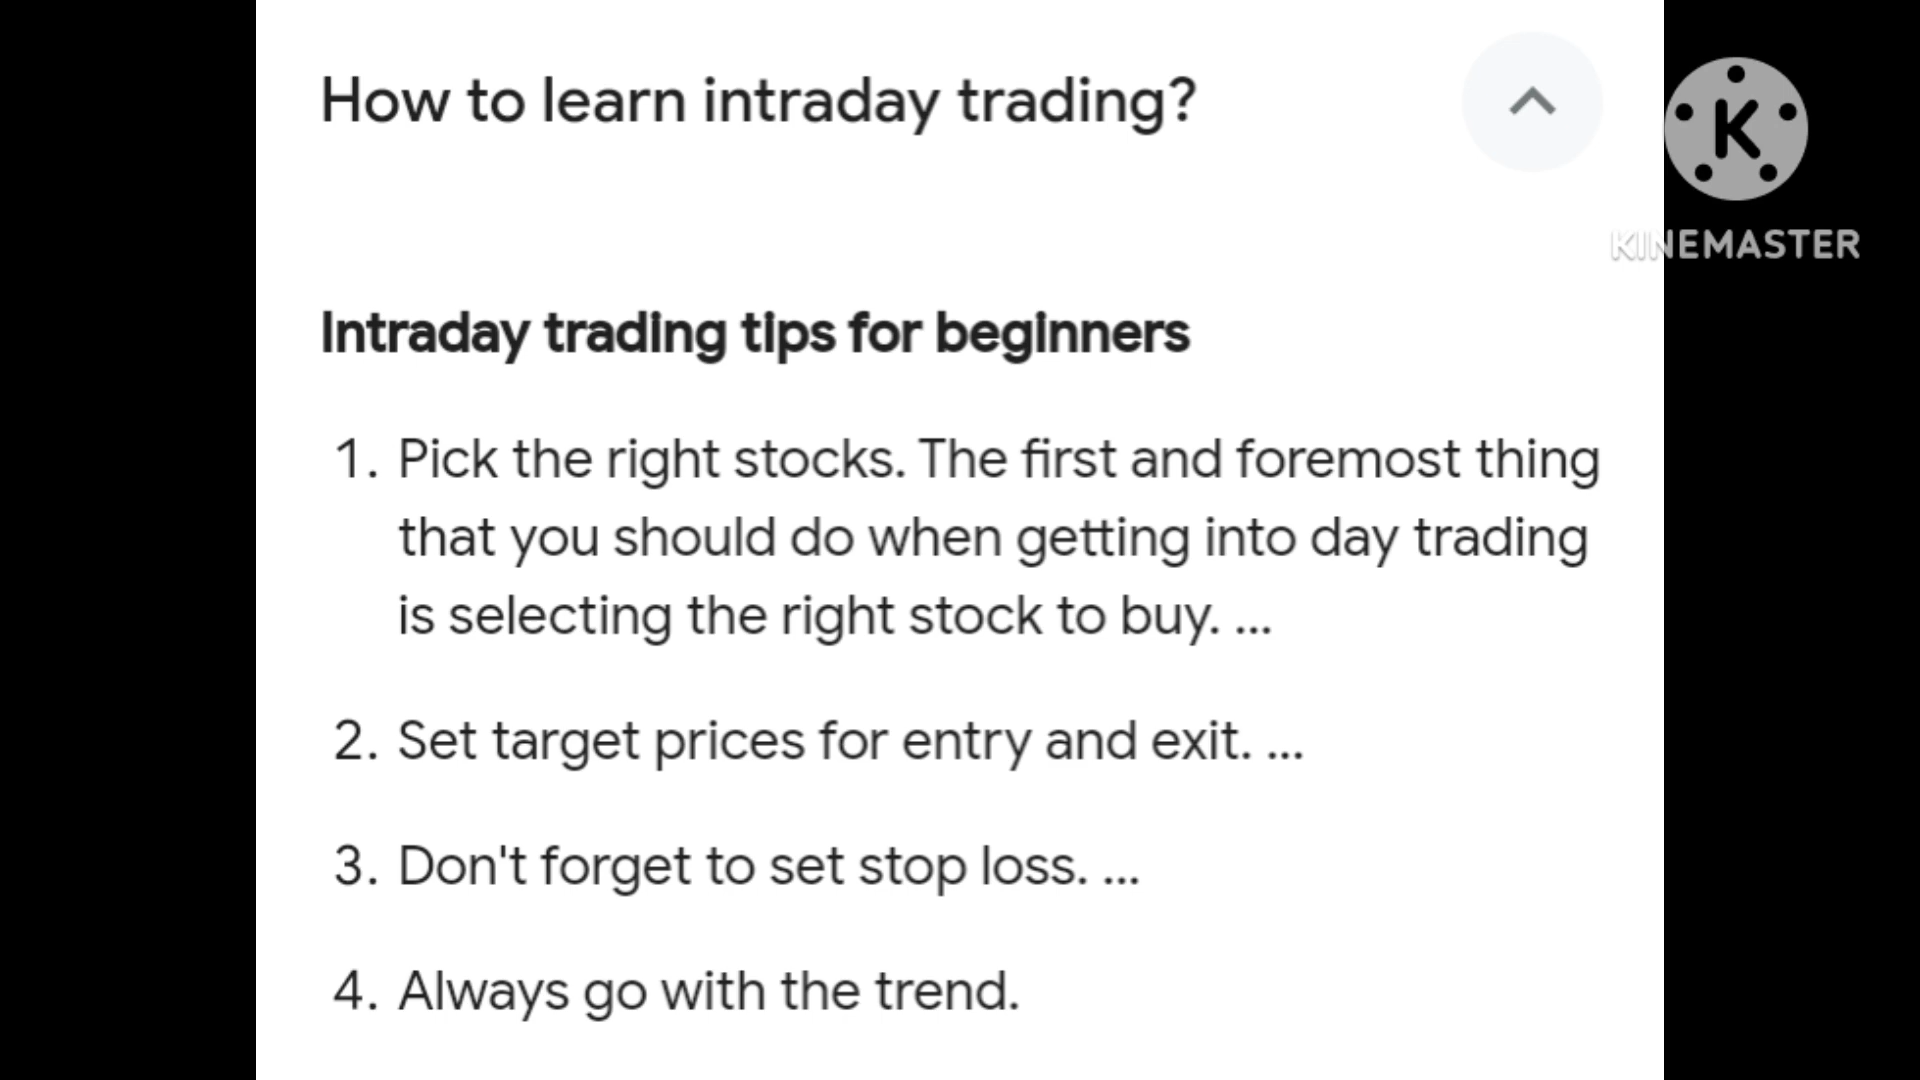 How to learn intraday trading?
K
KINEMASTER
Intraday trading tips for beginners
1. Pick the right stocks. The first and foremost thing
that you should do when getting into day trading
is selecting the right stock to buy. ...
2. Set target prices for entry and exit. ...
3. Don't forget to set stop loss. ...
4. Always go with the trend.